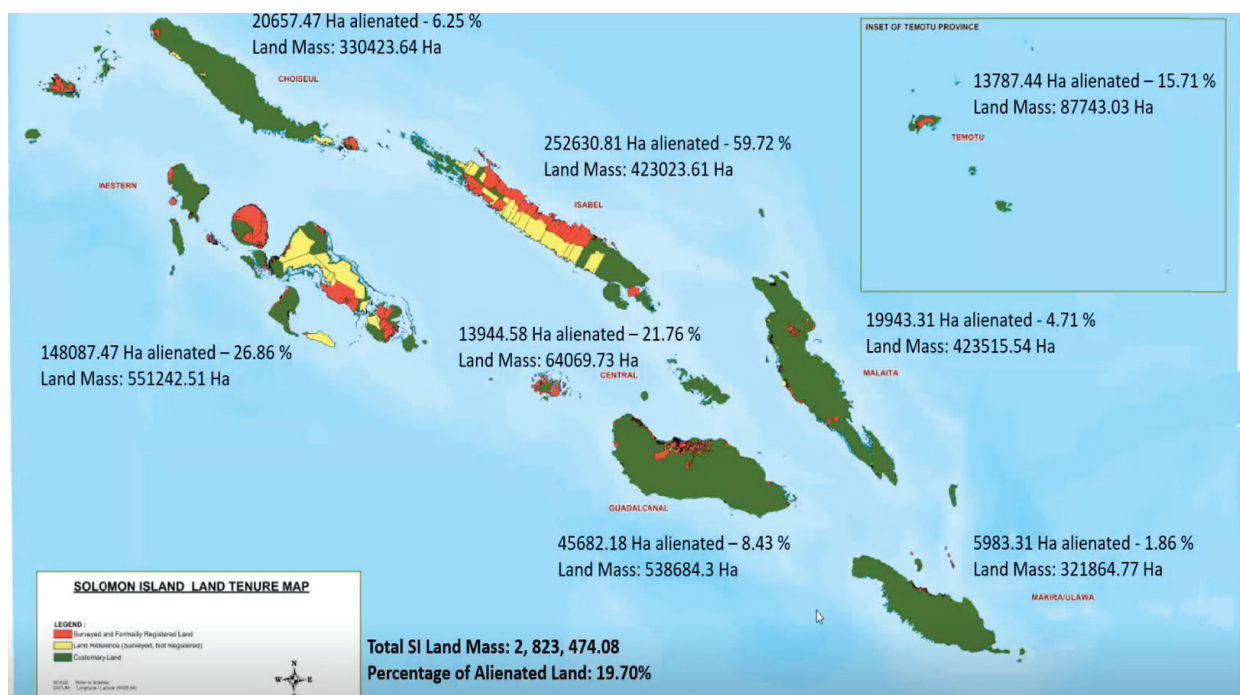 20657.47 Ha alienated - 6.25 %
Land Mass: 330423.64 Ha
CHOISEUL
INSET OF TEMOTU PROVINCE
13787.44 Ha alienated – 15.71 %
Land Mass: 87743.03 Ha
TEMOTU
252630.81 Ha alienated - 59.72 %
Land Mass: 423023.61 Ha
ISABEL
WESTERN
148087.47 Ha alienated – 26.86 %
Land Mass: 551242.51 Ha
13944.58 Ha alienated – 21.76 %
Land Mass: 64069.73 Ha
CENTRAL
19943.31 Ha alienated - 4.71 %
Land Mass: 423515.54 Ha
MALAITA
GUADALCANAL
45682.18 Ha alienated – 8.43 %
Land Mass: 538684.3 Ha
5983.31 Ha alienated - 1.86 %
Land Mass: 321864.77 Ha
MAKIRA/ULAWA
SOLOMON ISLAND LAND TENURE MAP
LEGEND :
Surveyed and Formally Registered Land
Land Reference (Surveyed, Not Registered)
Customary Land
N
W E
Total SI Land Mass: 2, 823, 474.08
Percentage of Alienated Land: 19.70%